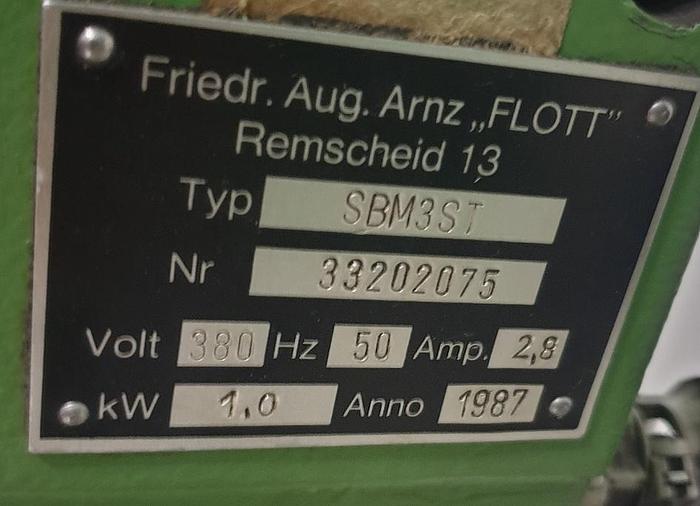 Friedr. Aug. Arnz „FLOTT”
Remscheid 13
Typ SBM3ST
Nr 33202075
Volt 380 Hz 50 Amp. 2,8
kW 1,0 Anno 1987